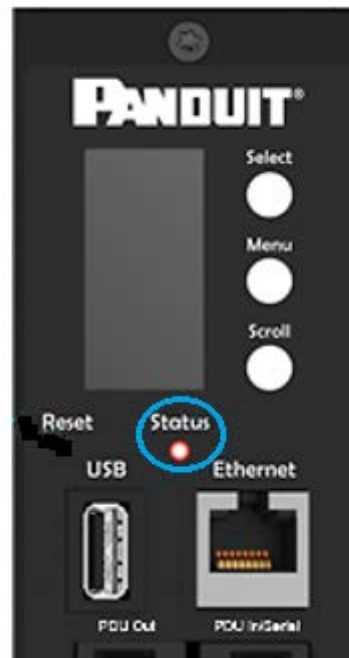 PANDUIT®
Select
Menu
Scroll
Reset Status
USB Ethernet
PDU Out PDU In/Serial